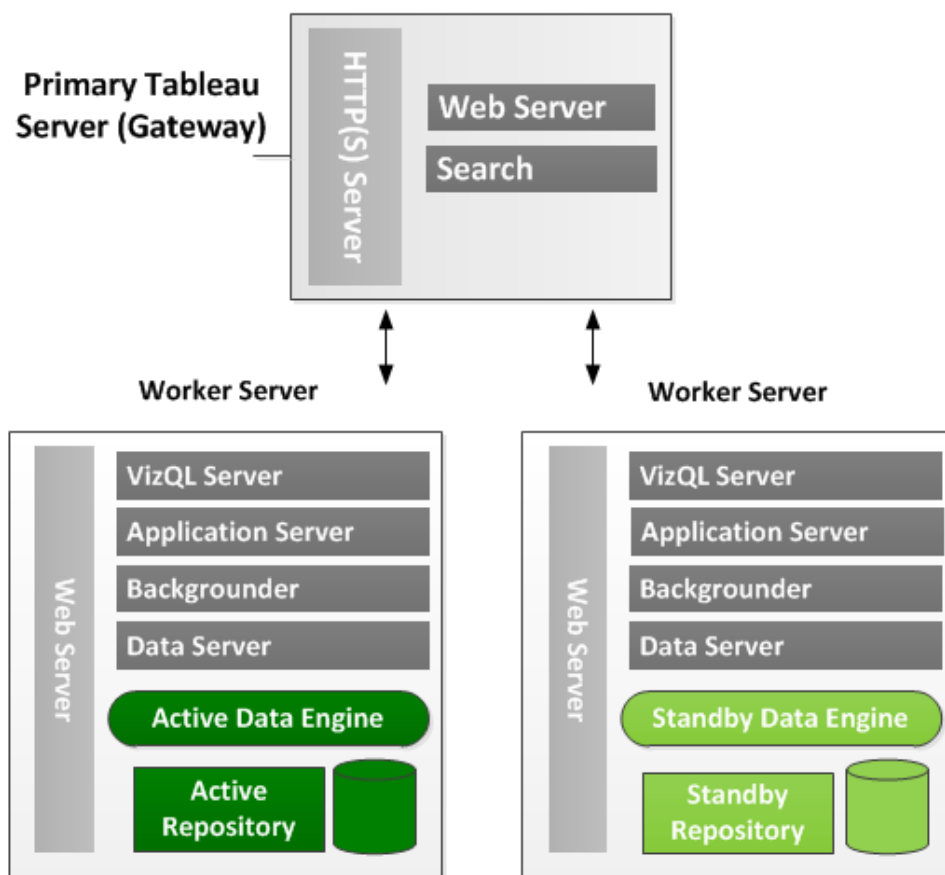 Primary Tableau
Server (Gateway)
HTTP(S) Server
Web Server
Search
Worker Server
Web Server
VizQL Server
Application Server
Backgrounder
Data Server
Active Data Engine
Active
Repository
Worker Server
Web Server
VizQL Server
Application Server
Backgrounder
Data Server
Standby Data Engine
Standby
Repository